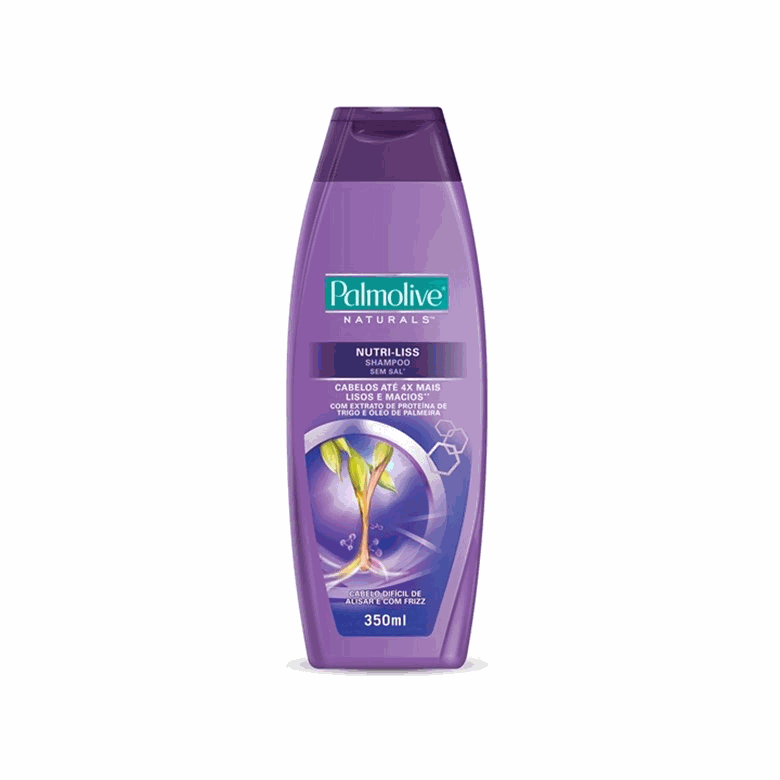 Palmolive®
NATURALS™
NUTRI-LISS
SHAMPOO
SEM SAL*
CABELOS ATÉ 4X MAIS
LISOS E MACIOS**
COM EXTRATO DE PROTEÍNA DE
TRIGO E ÓLEO DE PALMEIRA
CABELO DIFÍCIL DE
ALISAR E COM FRIZZ
350ml